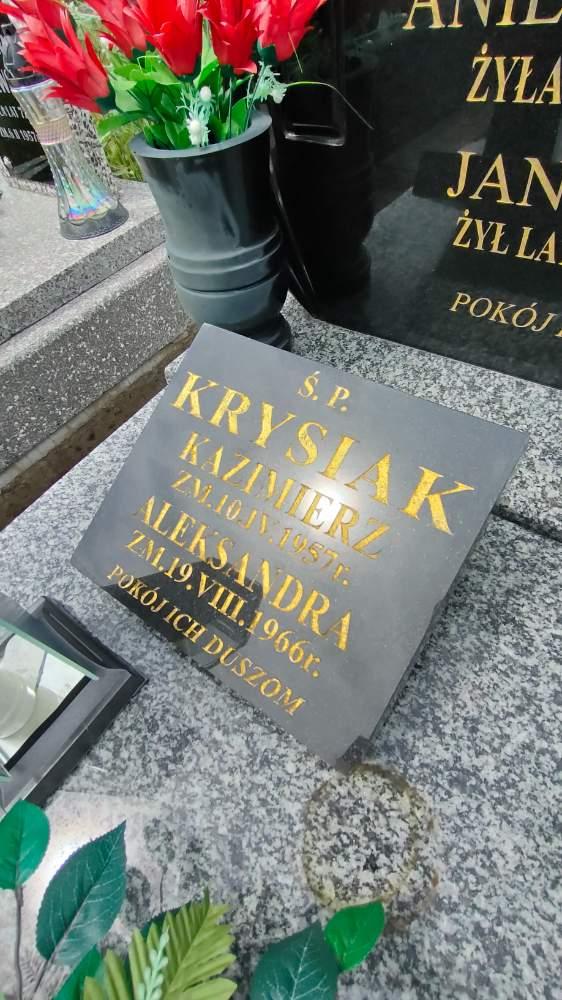 ŻYŁA
JAN
ŻYŁ LA
POKÓJ
Ś. P.
KRYSIAK
KAZIMIERZ
ZM.10.IV.1957r.
ALEKSANDRA
ZM.19.VIII.1966r.
POKÓJ ICH DUSZOM